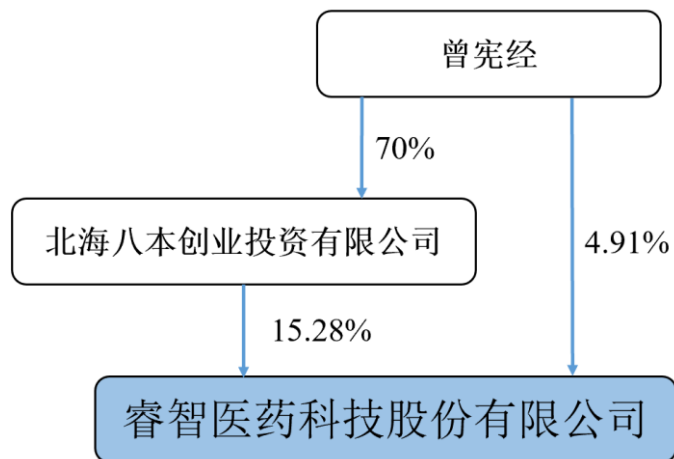 曾宪经
70%
北海八本创业投资有限公司
4.91%
15.28%
睿智医药科技股份有限公司